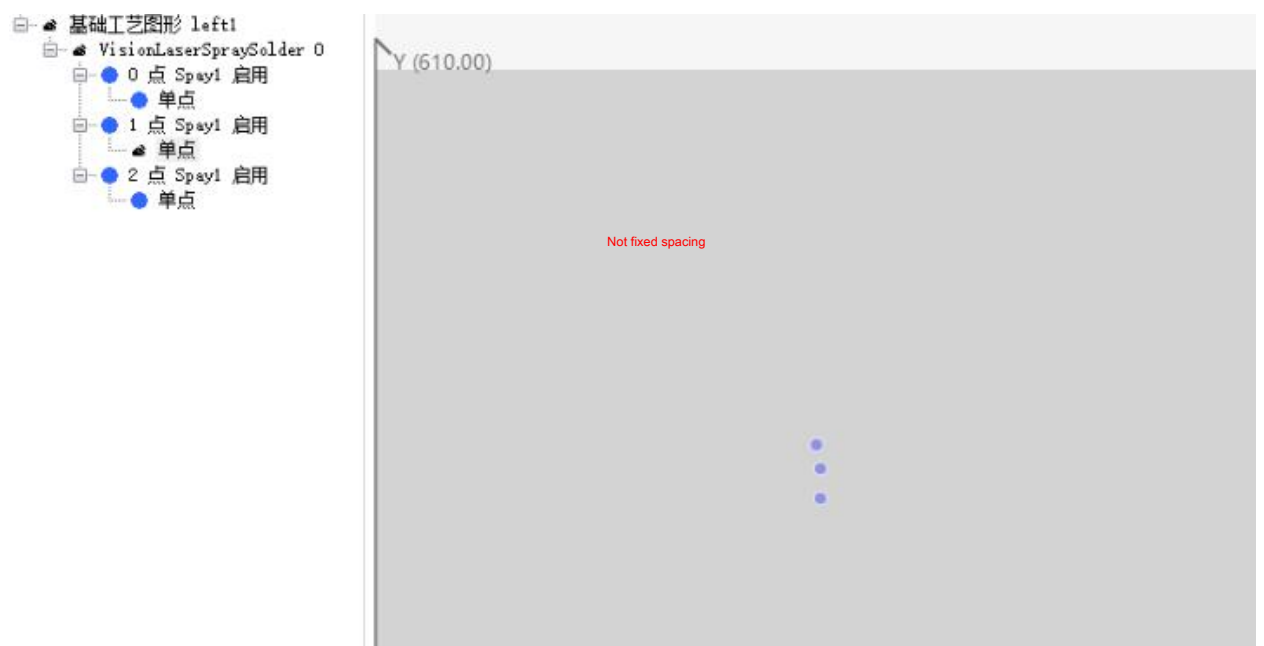 基础工艺图形 left1
VisionLaserSpraySolder 0
0 点 Spay1 启用
单点
1 点 Spay1 启用
单点
2 点 Spay1 启用
单点
Y (610.00)
Not fixed spacing